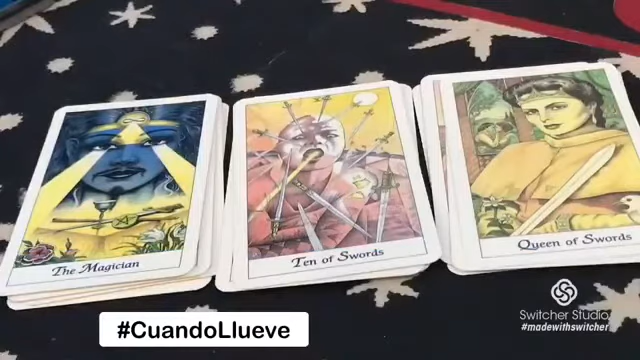 The Magician
Ten of Swords
Queen of Swords
#CuandoLlueve
Switcher Studio
#madewithswitcher